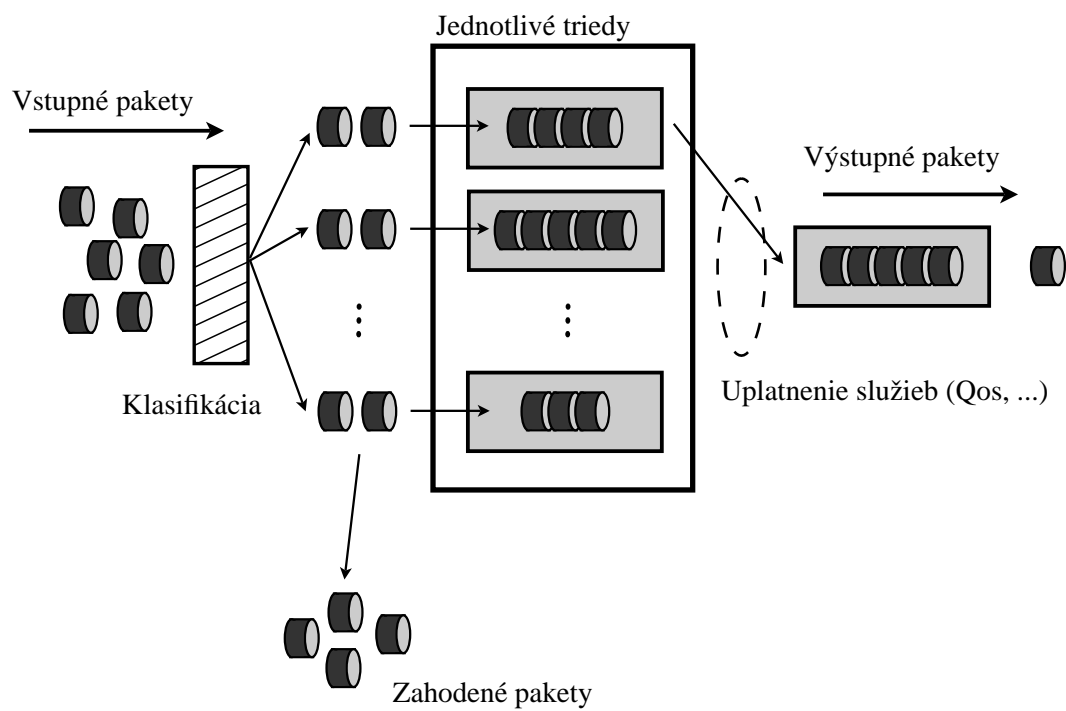 Jednotlivé triedy
Vstupné pakety
Výstupné pakety
Klasifikácia
Uplatnenie služieb (Qos, ...)
Zahodené pakety